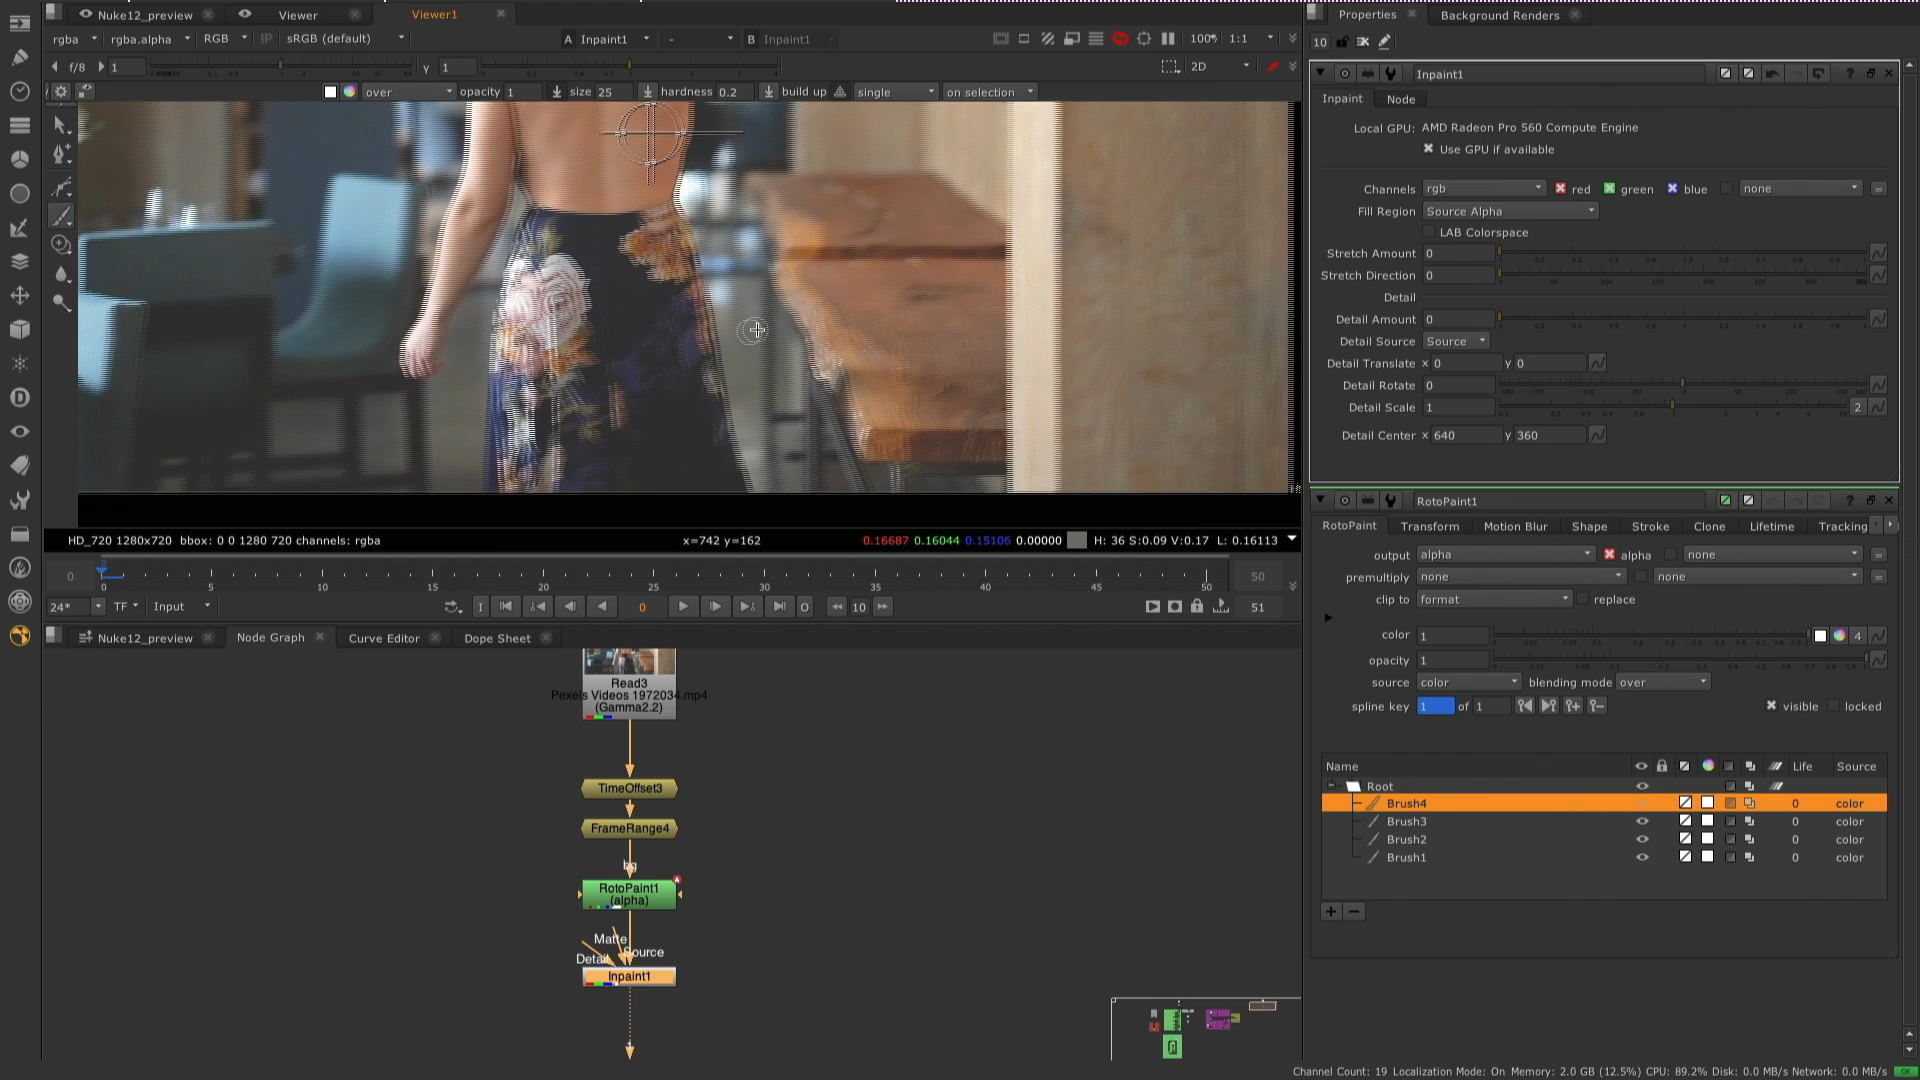 Nuke12_preview
Viewer
Viewer1
Properties
Background Renders
rgba
rgba.alpha
RGB
IP
sRGB (default)
A Inpaint1
-
B Inpaint1
1:1
10
f/8
1
γ
1
2D
over
opacity 1
size 25
hardness 0.2
build up
single
on selection
Inpaint1
Inpaint
Node
Local GPU: AMD Radeon Pro 560 Compute Engine
Use GPU if available
Channels rgb red green blue none =
Fill Region Source Alpha
LAB Colorspace
Stretch Amount 0
Stretch Direction 0
Detail
Detail Amount 0
Detail Source Source
Detail Translate x 0 y 0
Detail Rotate 0
Detail Scale 1 2
Detail Center x 640 y 360
HD_720 1280x720 bbox: 0 0 1280 720 channels: rgba
x=742 y=162
0.16687 0.16044 0.15106 0.00000
H: 36 S:0.09 V:0.17 L: 0.16113
0
0 5 10 15 20 25 30 35 40 45 50
50
24*
TF
Input
I
0
O
10
51
Nuke12_preview
Node Graph
Curve Editor
Dope Sheet
Read3
Pexels Videos 1972034.mp4
(Gamma2.2)
TimeOffset3
FrameRange4
bg
RotoPaint1
(alpha)
Matte
Source
Detail
Inpaint1
RotoPaint1
RotoPaint Transform Motion Blur Shape Stroke Clone Lifetime Tracking
output alpha alpha none =
premultiply none none =
clip to format replace
color 1 4
opacity 1
source color blending mode over
spline key 1 of 1 visible locked
Name Life Source
Root
Brush4 0 color
Brush3 0 color
Brush2 0 color
Brush1 0 color
+ −
Channel Count: 19 Localization Mode: On Memory: 2.0 GB (12.5%) CPU: 89.2% Disk: 0.0 MB/s Network: 0.0 MB/s